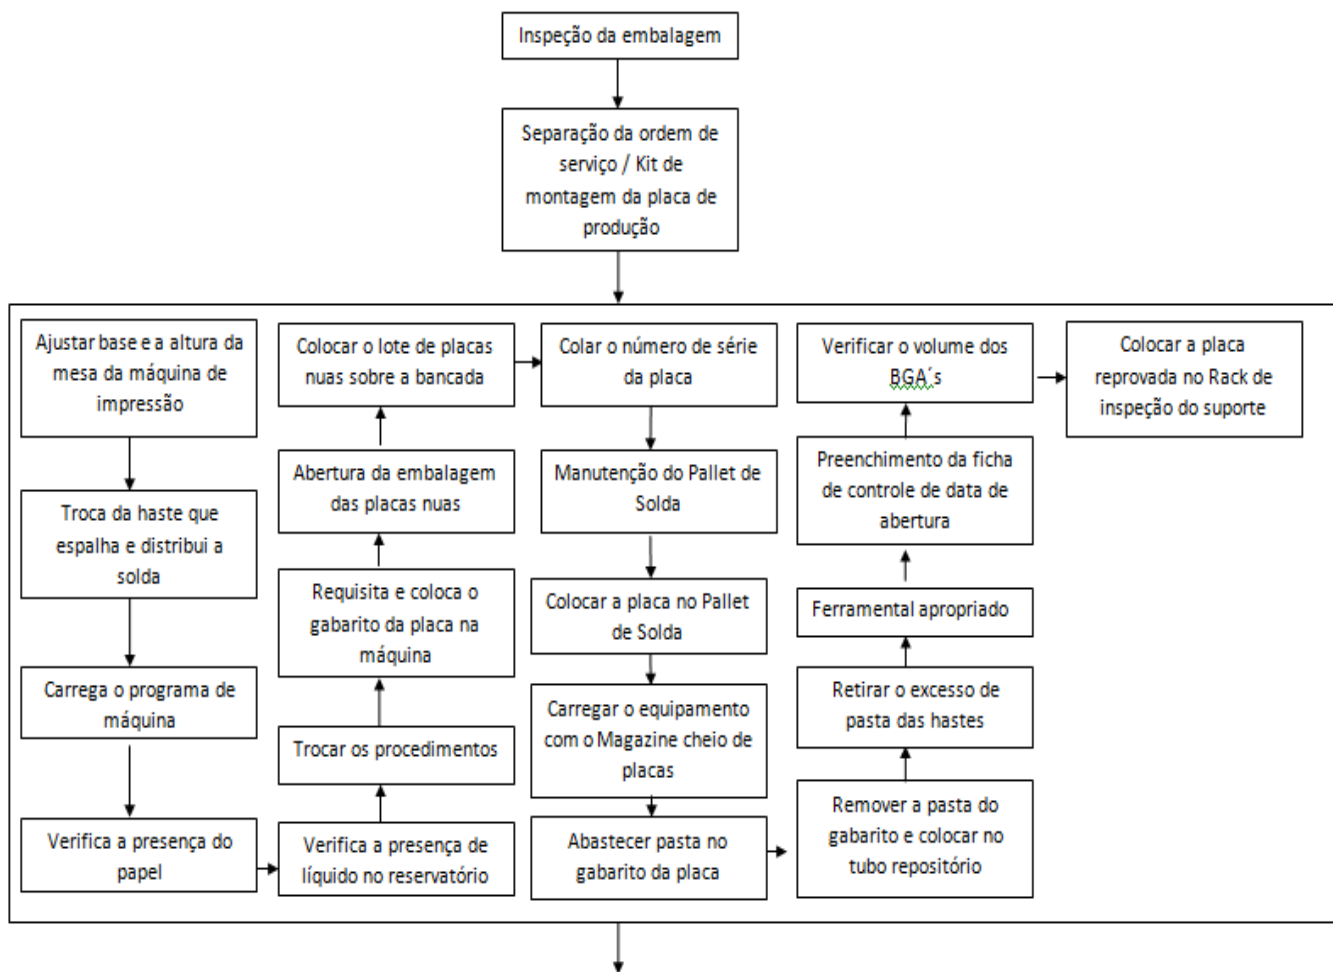 Inspeção da embalagem
Separação da ordem de
serviço / Kit de
montagem da placa de
produção
Ajustar base e a altura da
mesa da máquina de
impressão
Troca da haste que
espalha e distribui a
solda
Carrega o programa de
máquina
Verifica a presença do
papel
Verifica a presença de
líquido no reservatório
Trocar os procedimentos
Requisita e coloca o
gabarito da placa na
máquina
Abertura da embalagem
das placas nuas
Colocar o lote de placas
nuas sobre a bancada
Colar o número de série
da placa
Manutenção do Pallet de
Solda
Colocar a placa no Pallet
de Solda
Carregar o equipamento
com o Magazine cheio de
placas
Abastecer pasta no
gabarito da placa
Remover a pasta do
gabarito e colocar no
tubo repositório
Retirar o excesso de
pasta das hastes
Ferramental apropriado
Preenchimento da ficha
de controle de data de
abertura
Verificar o volume dos
BGA´s
Colocar a placa
reprovada no Rack de
inspeção do suporte